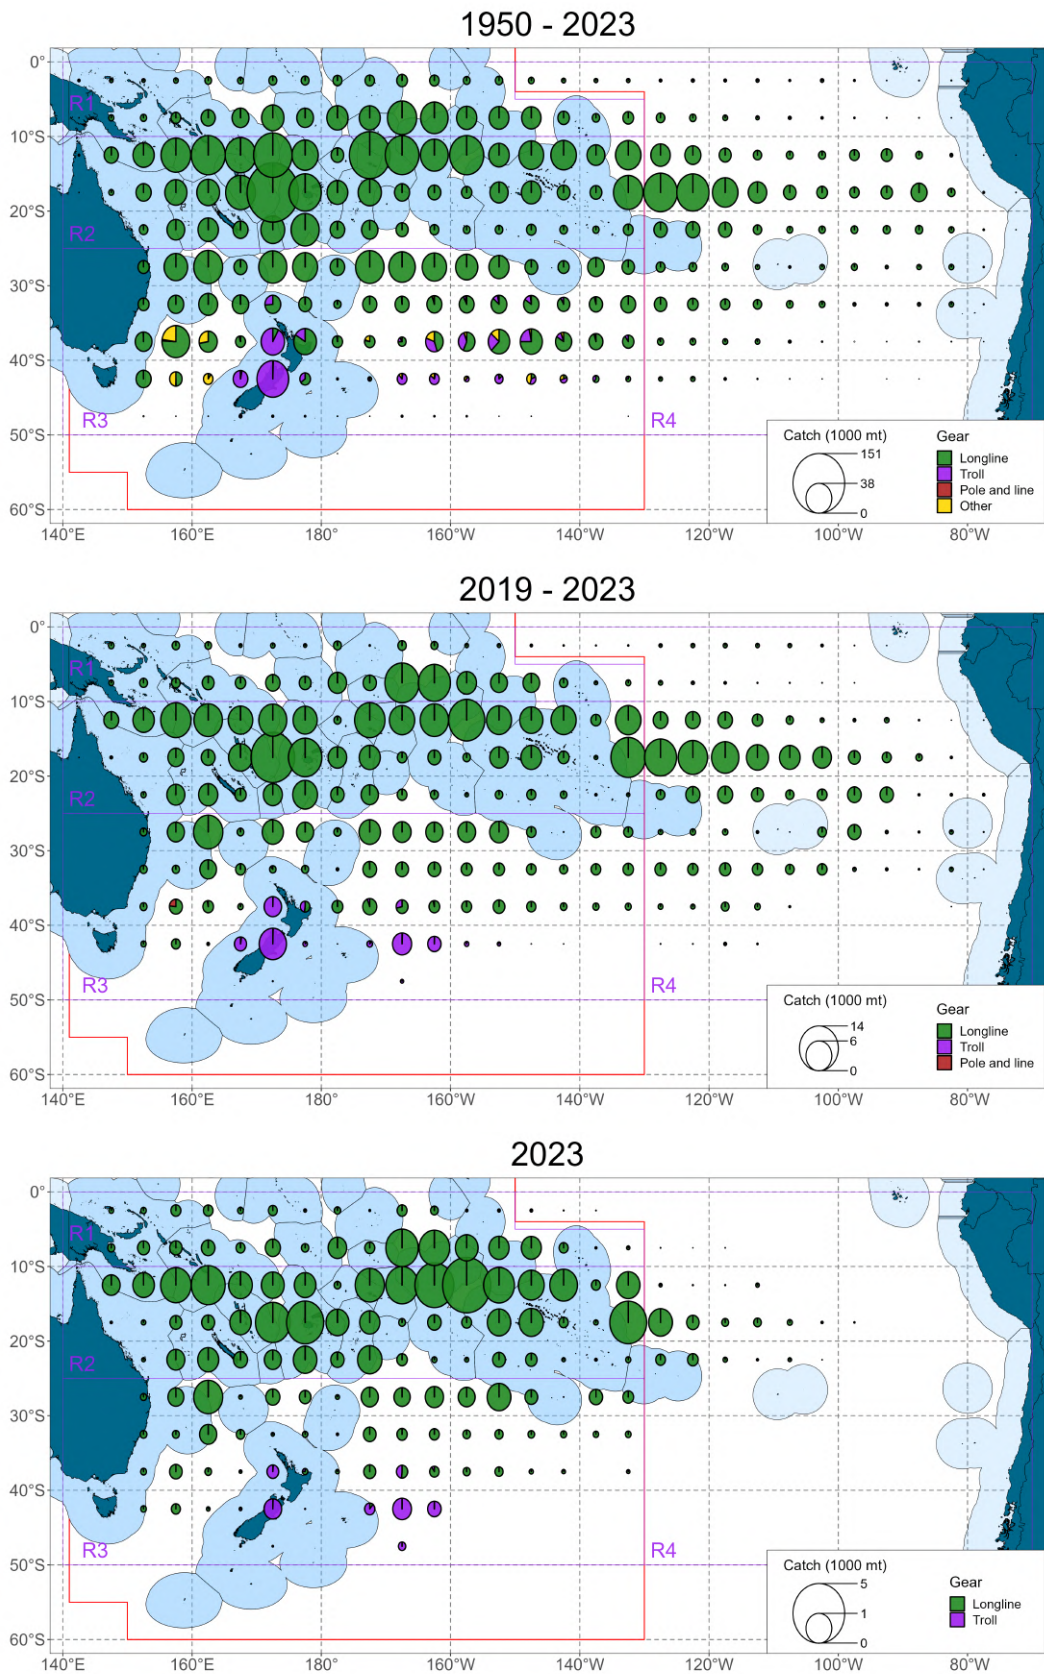 1950 - 2023
0°
10°S
20°S
30°S
40°S
50°S
60°S
R1
R2
R3
R4
Catch (1000 mt)
151
38
0
Gear
Longline
Troll
Pole and line
Other
140°E
160°E
180°
160°W
140°W
120°W
100°W
80°W
2019 - 2023
0°
10°S
20°S
30°S
40°S
50°S
60°S
R1
R2
R3
R4
Catch (1000 mt)
14
6
0
Gear
Longline
Troll
Pole and line
140°E
160°E
180°
160°W
140°W
120°W
100°W
80°W
2023
0°
10°S
20°S
30°S
40°S
50°S
60°S
R1
R2
R3
R4
Catch (1000 mt)
5
1
0
Gear
Longline
Troll
140°E
160°E
180°
160°W
140°W
120°W
100°W
80°W